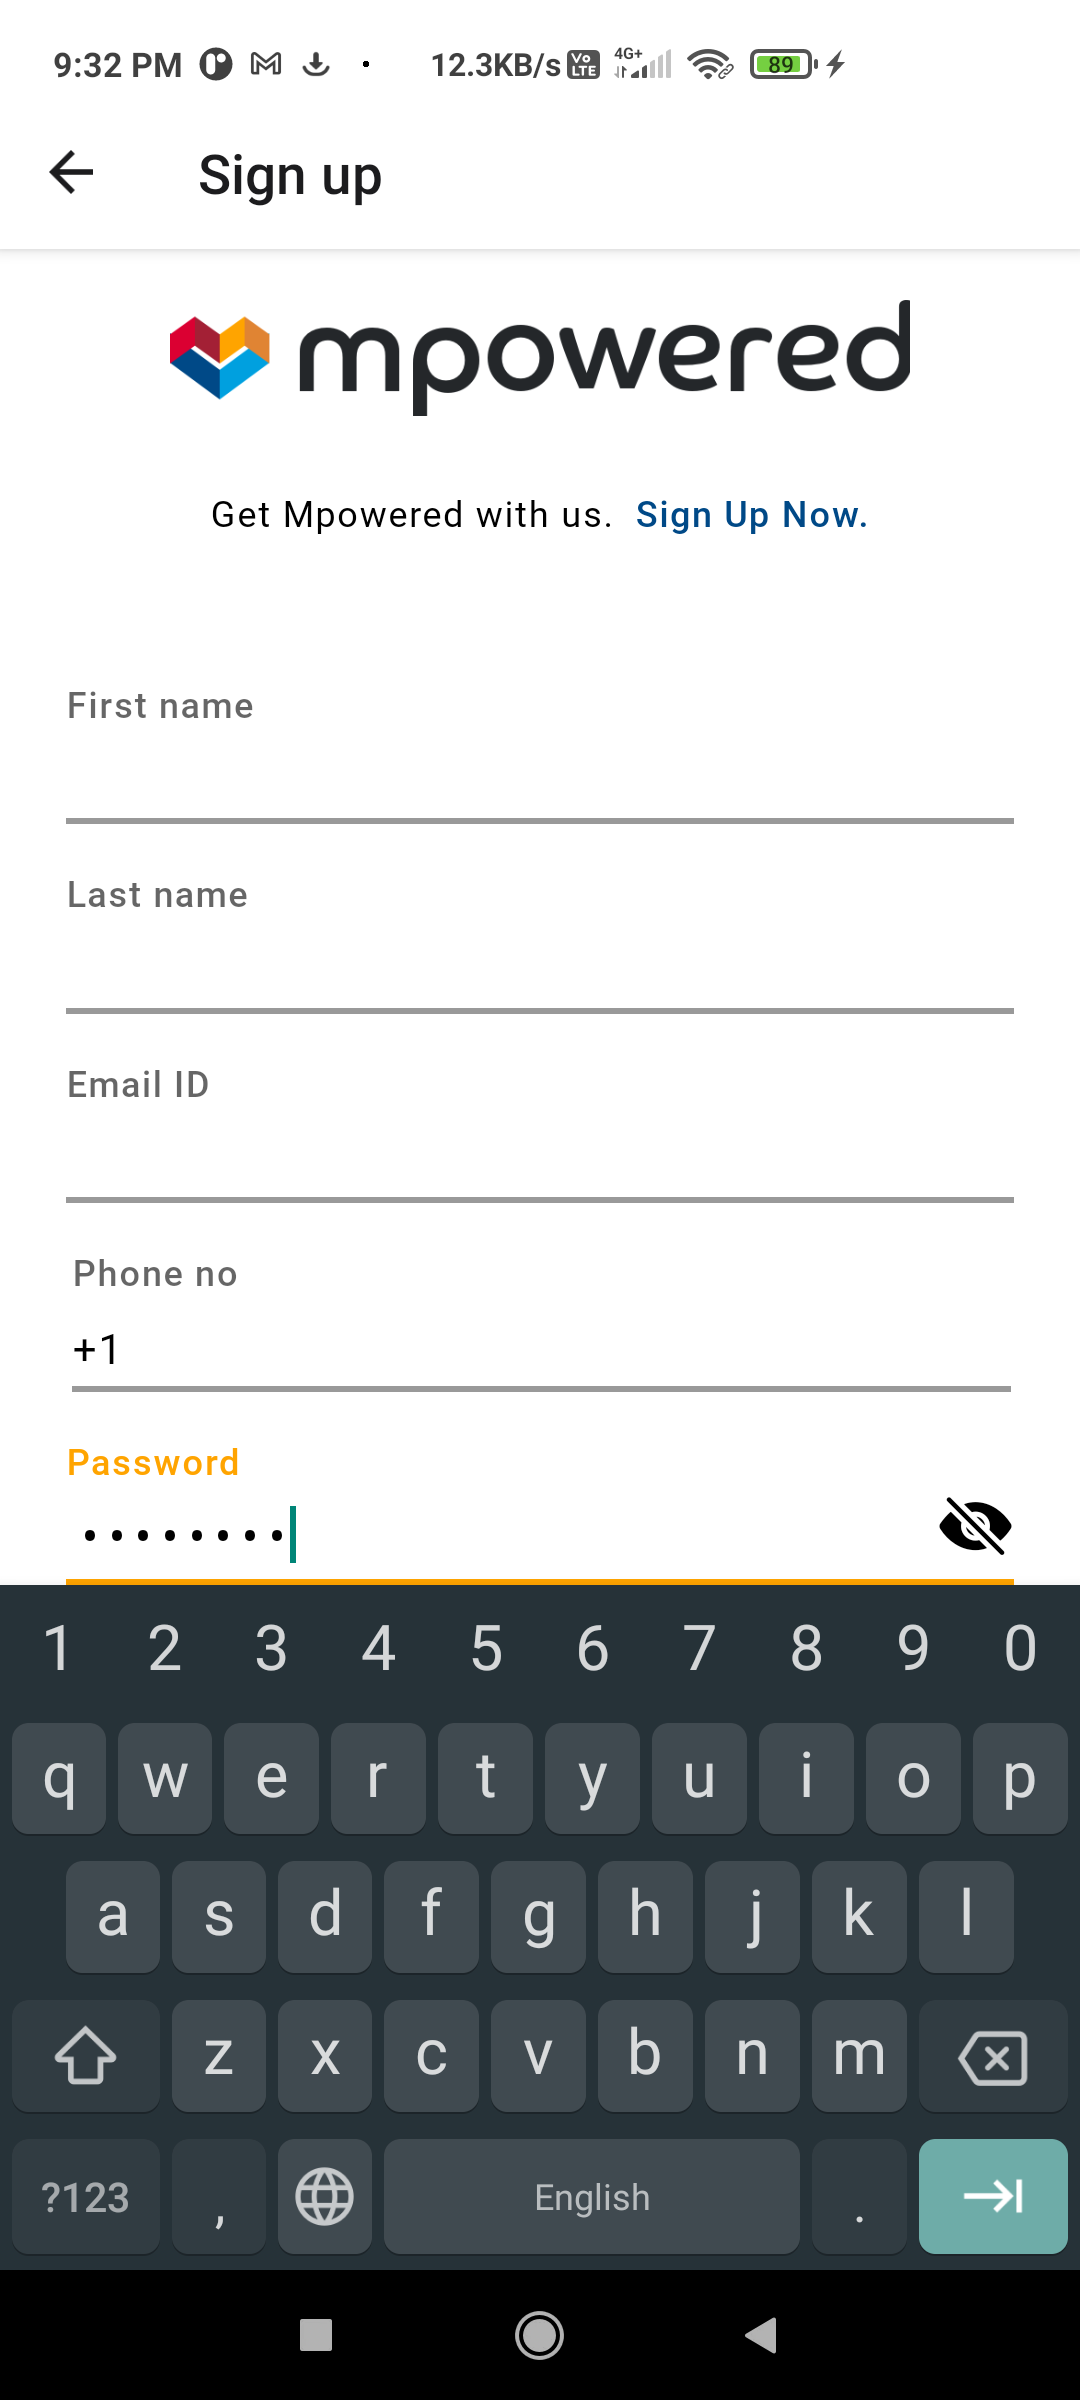 9:32 PM 12.3KB/s Vo LTE 4G+ 89
Sign up
mpowered
Get Mpowered with us. Sign Up Now.
First name
Last name
Email ID
Phone no
+1
Password
••••••••
1 2 3 4 5 6 7 8 9 0
q w e r t y u i o p
a s d f g h j k l
z x c v b n m
?123 , English .